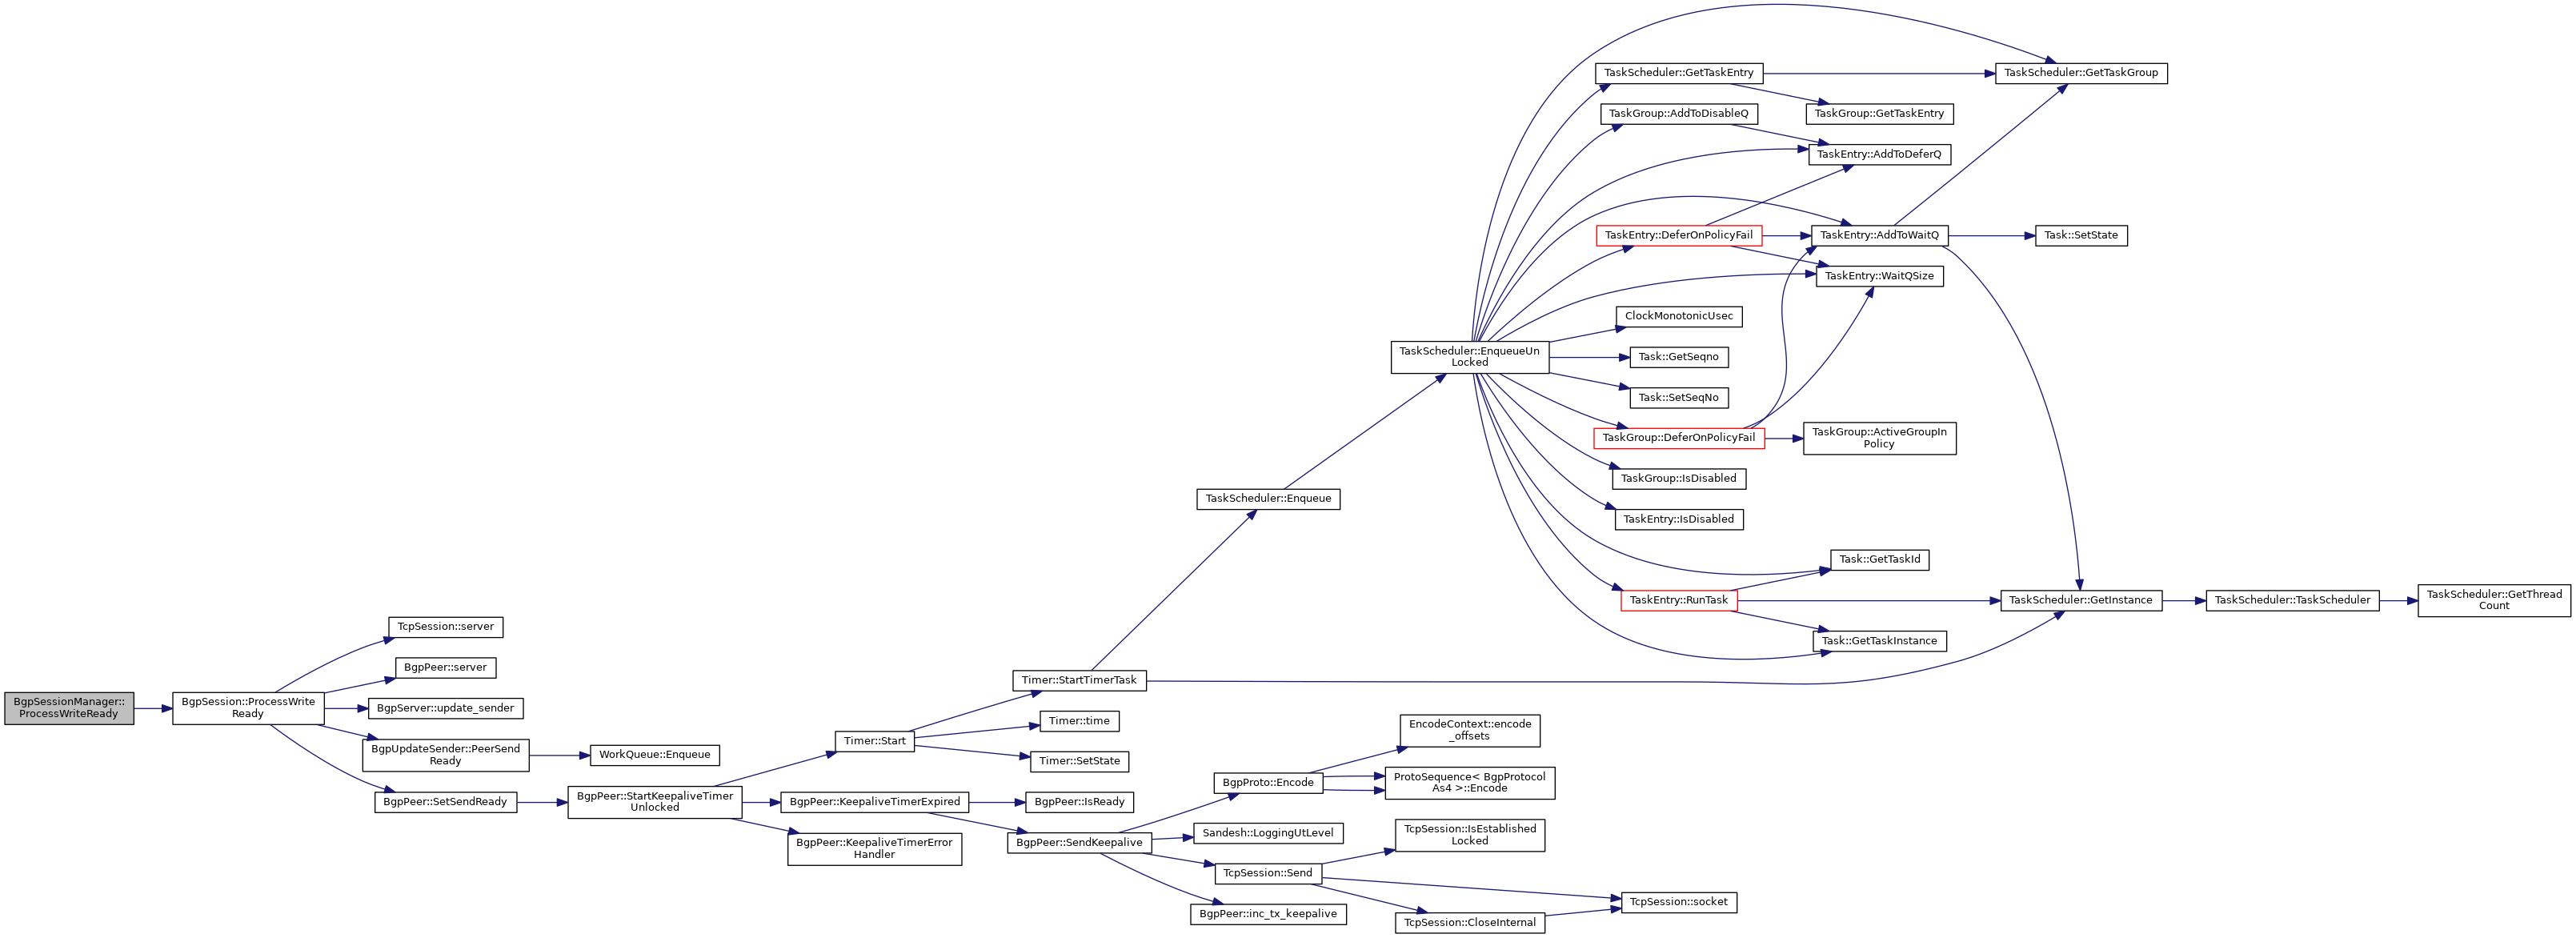 BgpSessionManager::
ProcessWriteReady
BgpSession::ProcessWrite
Ready
TcpSession::server
BgpPeer::server
BgpServer::update_sender
BgpUpdateSender::PeerSend
Ready
BgpPeer::SetSendReady
WorkQueue::Enqueue
BgpPeer::StartKeepaliveTimer
Unlocked
Timer::Start
BgpPeer::KeepaliveTimerExpired
BgpPeer::KeepaliveTimerError
Handler
Timer::StartTimerTask
Timer::time
Timer::SetState
BgpPeer::IsReady
BgpPeer::SendKeepalive
TaskScheduler::Enqueue
BgpProto::Encode
Sandesh::LoggingUtLevel
TcpSession::Send
BgpPeer::inc_tx_keepalive
TaskScheduler::EnqueueUn
Locked
EncodeContext::encode
_offsets
ProtoSequence< BgpProtocol
As4 >::Encode
TcpSession::IsEstablished
Locked
TcpSession::CloseInternal
TcpSession::socket
TaskScheduler::GetTaskEntry
TaskGroup::AddToDisableQ
TaskEntry::DeferOnPolicyFail
ClockMonotonicUsec
Task::GetSeqno
Task::SetSeqNo
TaskGroup::DeferOnPolicyFail
TaskGroup::IsDisabled
TaskEntry::IsDisabled
TaskEntry::RunTask
TaskScheduler::GetTaskGroup
TaskGroup::GetTaskEntry
TaskEntry::AddToDeferQ
TaskEntry::AddToWaitQ
TaskEntry::WaitQSize
Task::SetState
TaskGroup::ActiveGroupIn
Policy
Task::GetTaskId
TaskScheduler::GetInstance
Task::GetTaskInstance
TaskScheduler::TaskScheduler
TaskScheduler::GetThread
Count